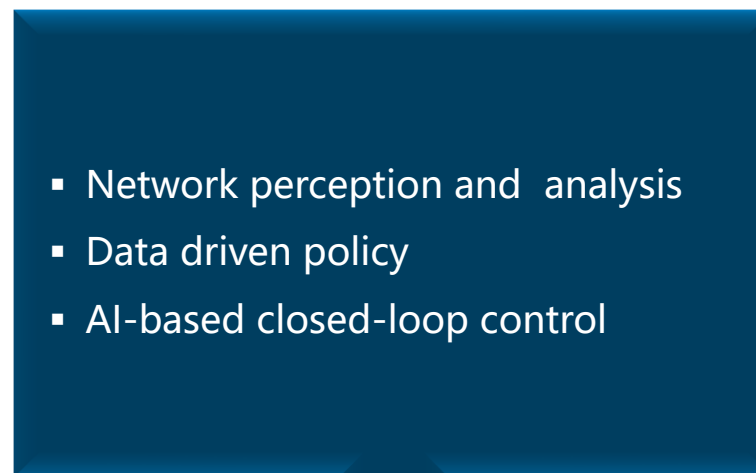 ▪ Network perception and  analysis
▪ Data driven policy
▪ AI-based closed-loop control